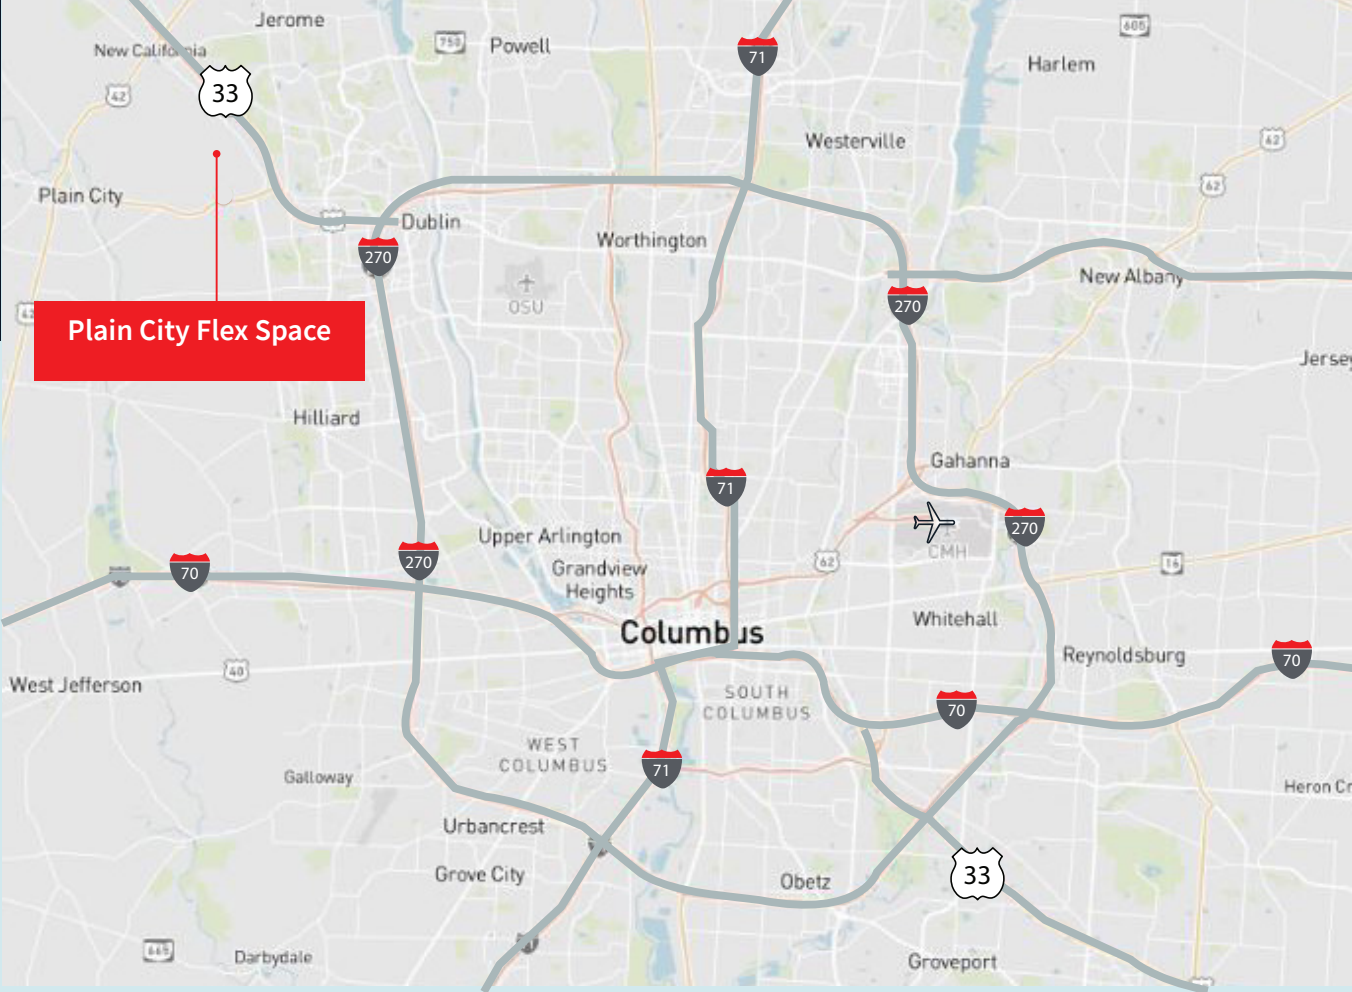 Jerome
605
750
Powell
New California
71
Harlem
42
33
Westerville
62
62
Plain City
Dublin
Worthington
270
New Albany
OSU
270
Plain City Flex Space
Jersey
Hilliard
Gahanna
71
270
Upper Arlington
CMH
270
62
16
Grandview
Heights
70
Whitehall
Columbus
Reynoldsburg
70
40
West Jefferson
SOUTH
COLUMBUS
70
WEST
COLUMBUS
71
Galloway
Heron Cr
Urbancrest
Grove City
Obetz
33
665
Darbydale
Groveport